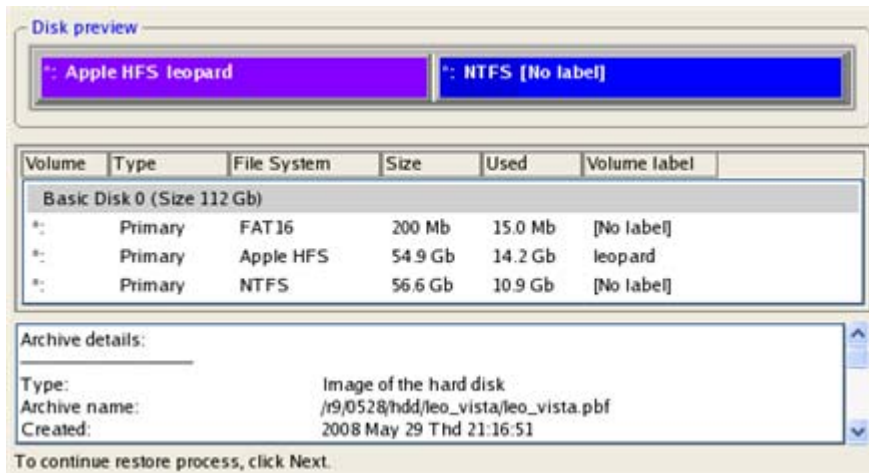 Disk preview
*: Apple HFS leopard *: NTFS [No label]
Volume Type File System Size Used Volume label
Basic Disk 0 (Size 112 Gb)
*: Primary FAT16 200 Mb 15.0 Mb [No label]
*: Primary Apple HFS 54.9 Gb 14.2 Gb leopard
*: Primary NTFS 56.6 Gb 10.9 Gb [No label]
Archive details:
Type: Image of the hard disk
Archive name: /r9/0528/hdd/leo_vista/leo_vista.pbf
Created: 2008 May 29 Thd 21:16:51
To continue restore process, click Next.